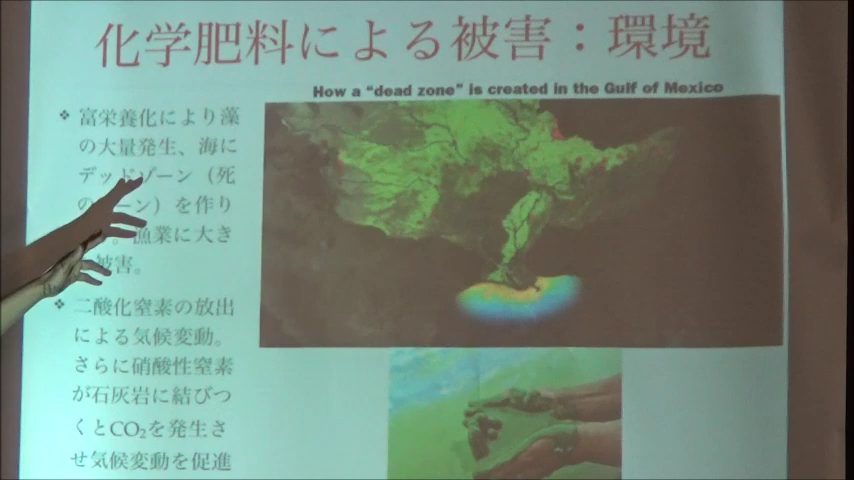 化学肥料による被害：環境
How a “dead zone” is created in the Gulf of Mexico
❖ 富栄養化により藻
の大量発生、海に
デッドゾーン（死
の ーン）を作り
。漁業に大き
被害。
❖ 二酸化窒素の放出
による気候変動。
さらに硝酸性窒素
が石灰岩に結びつ
くとCO₂を発生さ
せ気候変動を促進